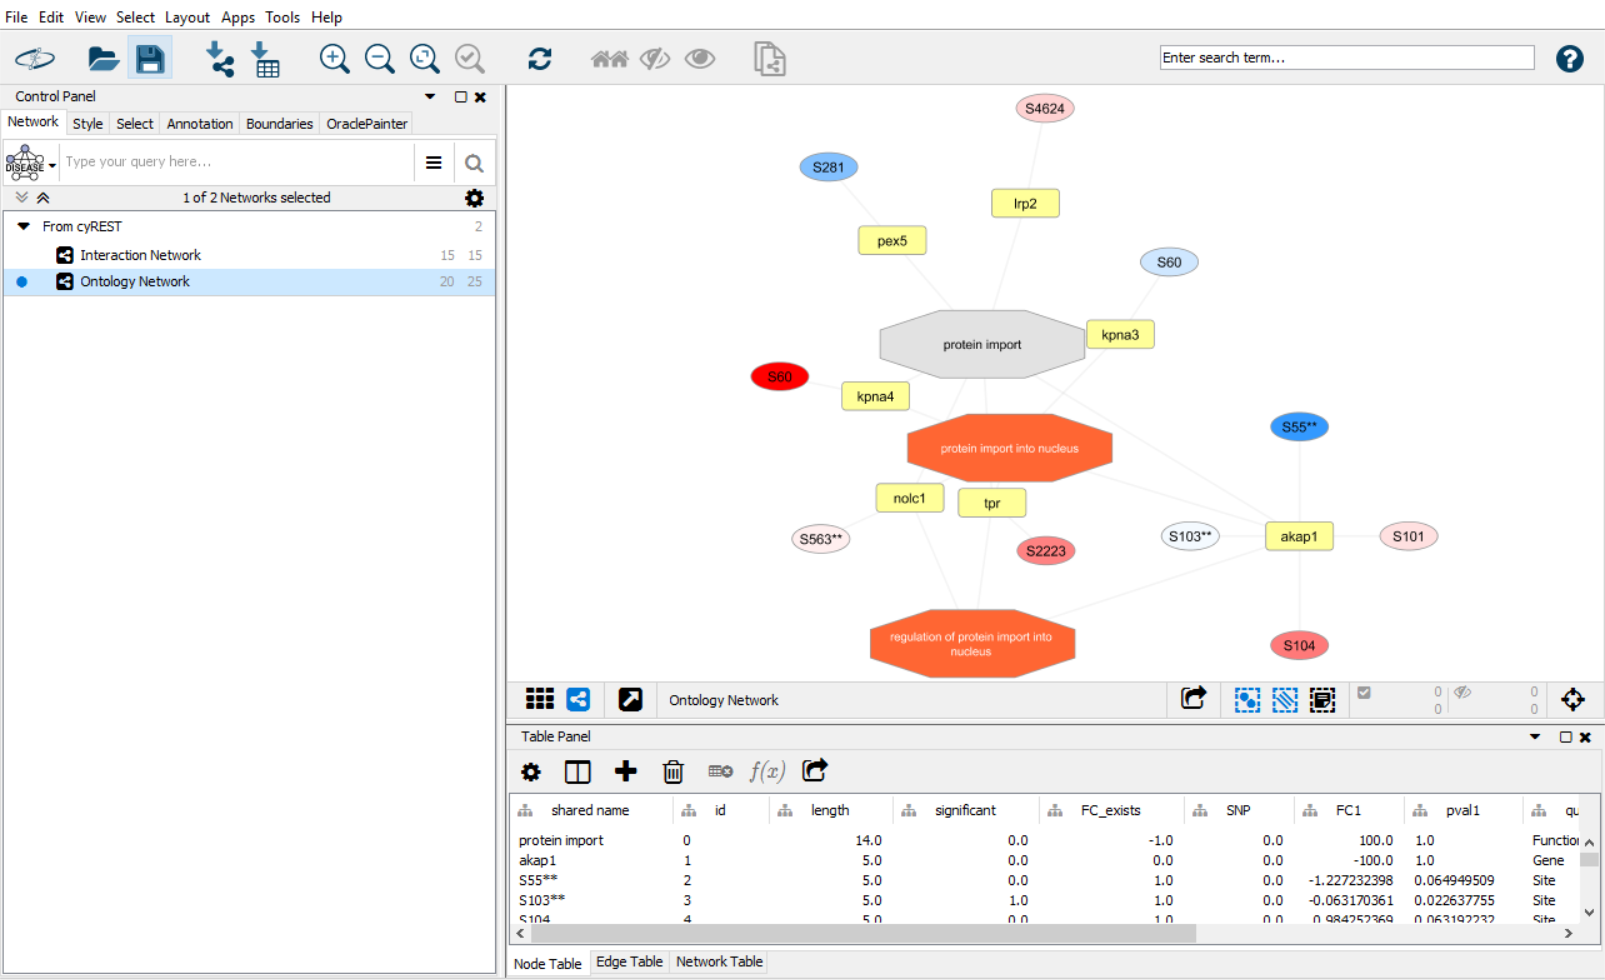 File Edit View Select Layout Apps Tools Help
Enter search term...
?
Control Panel
Network Style Select Annotation Boundaries OraclePainter
DISEASE Type your query here...
1 of 2 Networks selected
From cyREST 2
Interaction Network 15 15
Ontology Network 20 25
S4624
S281
lrp2
pex5
S60
kpna3
protein import
S60
kpna4
S55**
protein import into nucleus
nolc1
tpr
S563**
S2223
S103**
akap1
S101
regulation of protein import into
nucleus
S104
Ontology Network
0 0
0 0
Table Panel
f(x)
shared name id length significant FC_exists SNP FC1 pval1 qu
protein import 0 14.0 0.0 -1.0 0.0 100.0 1.0 Function
akap1 1 5.0 0.0 0.0 0.0 -100.0 1.0 Gene
S55** 2 5.0 0.0 1.0 0.0 -1.227232398 0.064949509 Site
S103** 3 5.0 1.0 1.0 0.0 -0.063170361 0.022637755 Site
S104 4 5.0 0.0 1.0 0.0 0.984252369 0.063192232 Site
Node Table Edge Table Network Table